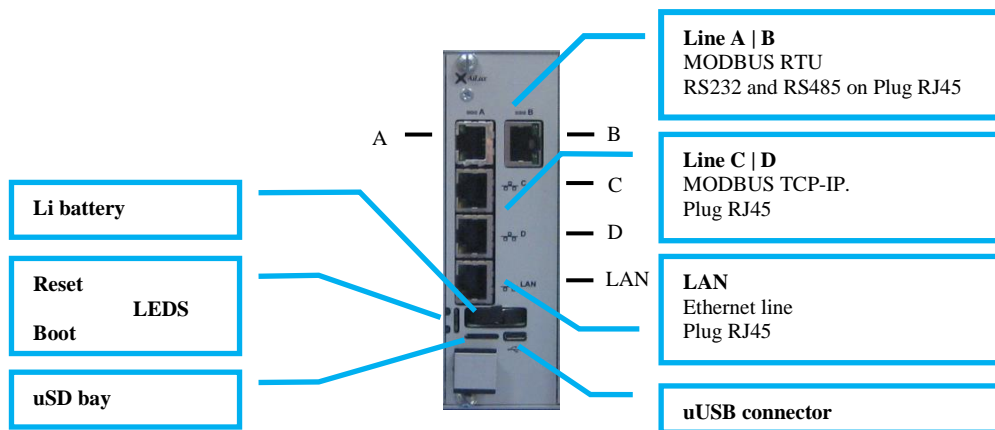 Line A | B
MODBUS RTU
RS232 and RS485 on Plug RJ45
A
B
Line C | D
MODBUS TCP-IP.
Plug RJ45
C
D
LAN
Li battery
Reset
LEDS
Boot
uSD bay
LAN
Ethernet line
Plug RJ45
uUSB connector
A
B
C
D
LAN